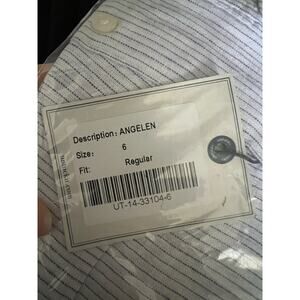 Description: ANGELEN
Size: 6
Fit: Regular
UT-14-33104-6